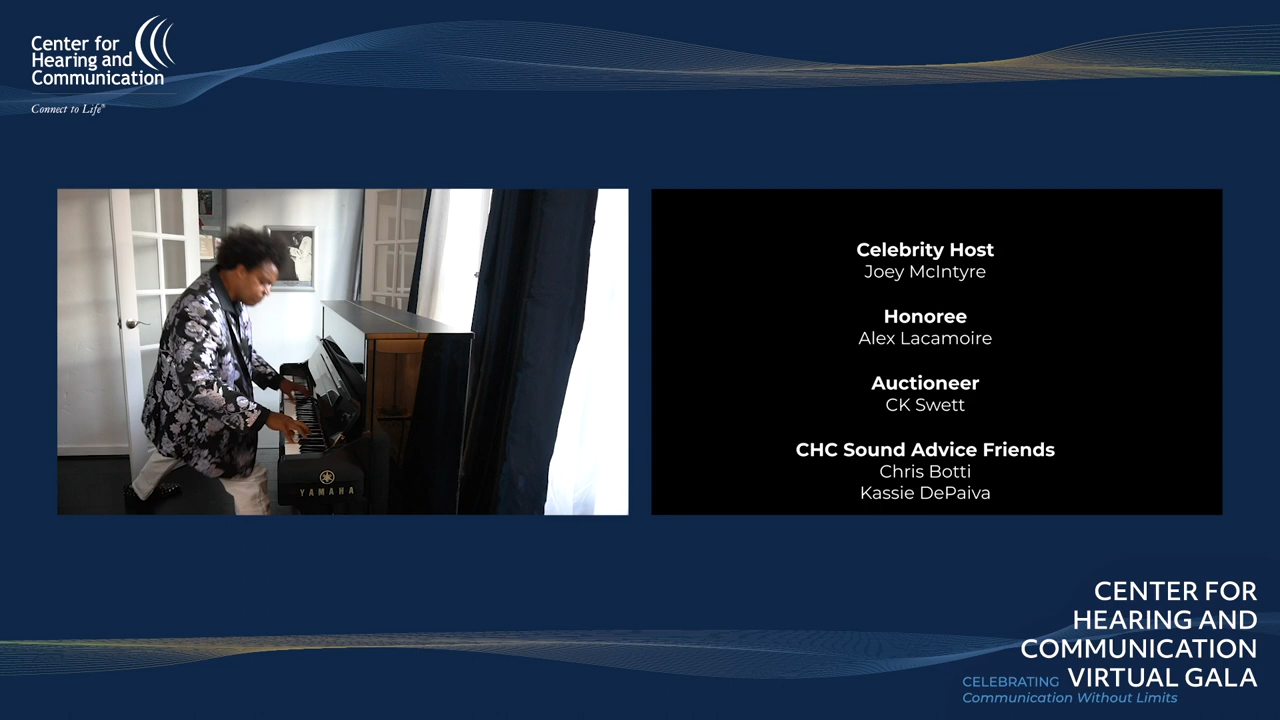 Center for
Hearing and
Communication
Connect to Life®
YAMAHA
Celebrity Host
Joey McIntyre
Honoree
Alex Lacamoire
Auctioneer
CK Swett
CHC Sound Advice Friends
Chris Botti
Kassie DePaiva
CENTER FOR
HEARING AND
COMMUNICATION
VIRTUAL GALA
CELEBRATING
Communication Without Limits